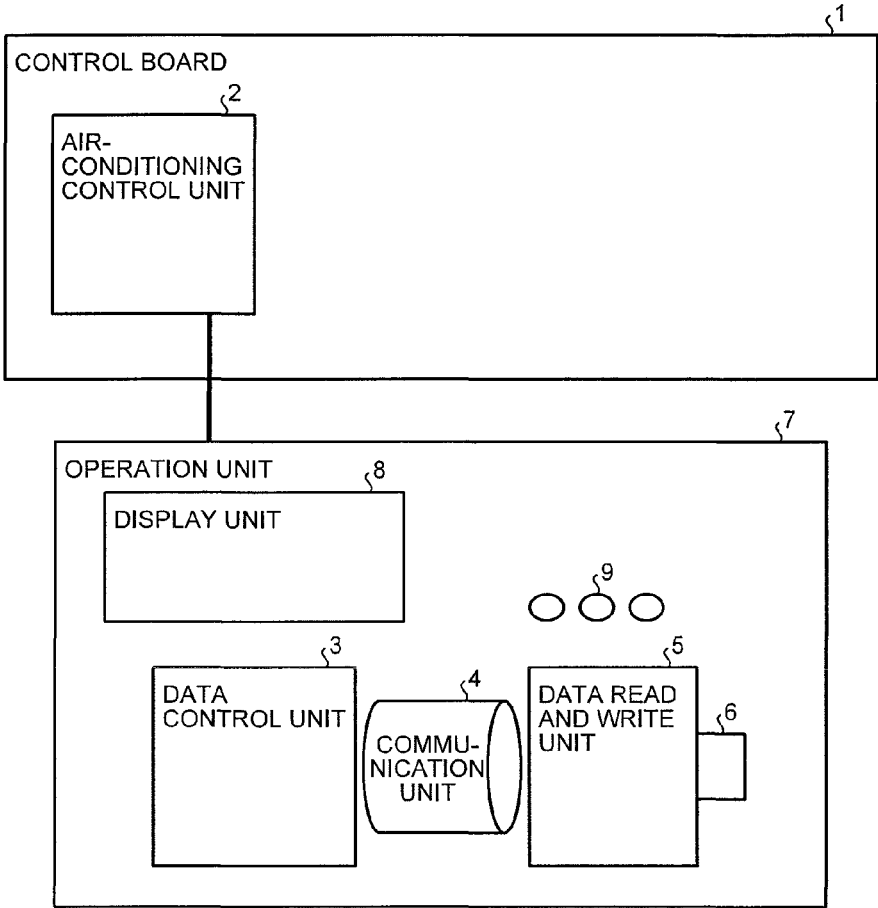 1
CONTROL BOARD
2
AIR-
CONDITIONING
CONTROL UNIT
7
OPERATION UNIT
8
DISPLAY UNIT
9
3
DATA
CONTROL UNIT
4
COMMU-
NICATION
UNIT
5
DATA READ
AND WRITE
UNIT
6